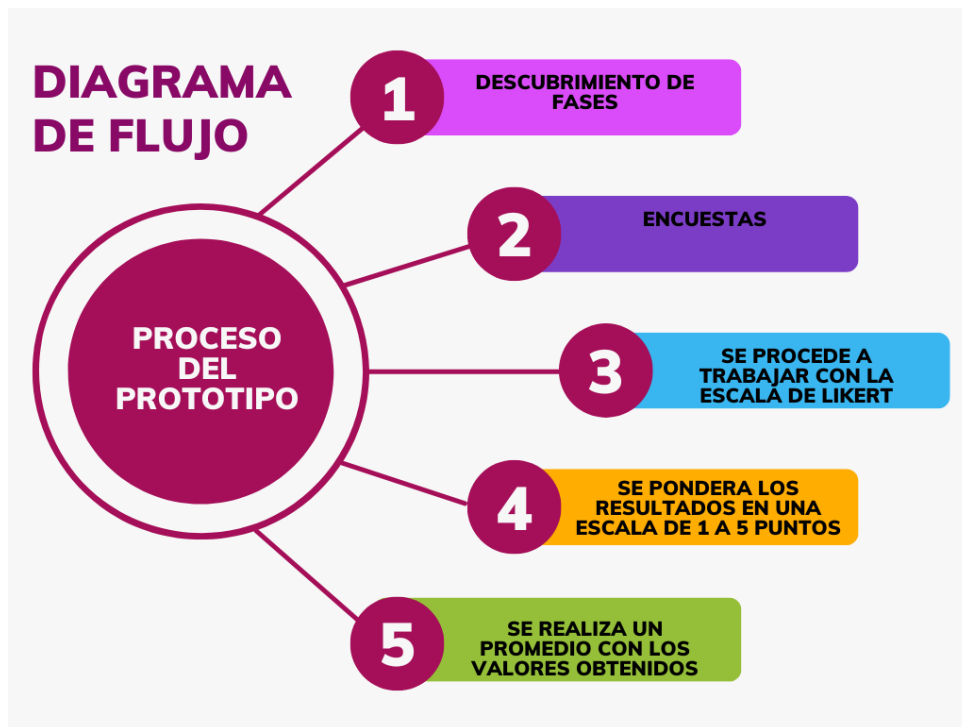 DIAGRAMA
DE FLUJO
PROCESO
DEL
PROTOTIPO
1
DESCUBRIMIENTO DE
FASES
2
ENCUESTAS
3
SE PROCEDE A
TRABAJAR CON LA
ESCALA DE LIKERT
4
SE PONDERA LOS
RESULTADOS EN UNA
ESCALA DE 1 A 5 PUNTOS
5
SE REALIZA UN
PROMEDIO CON LOS
VALORES OBTENIDOS